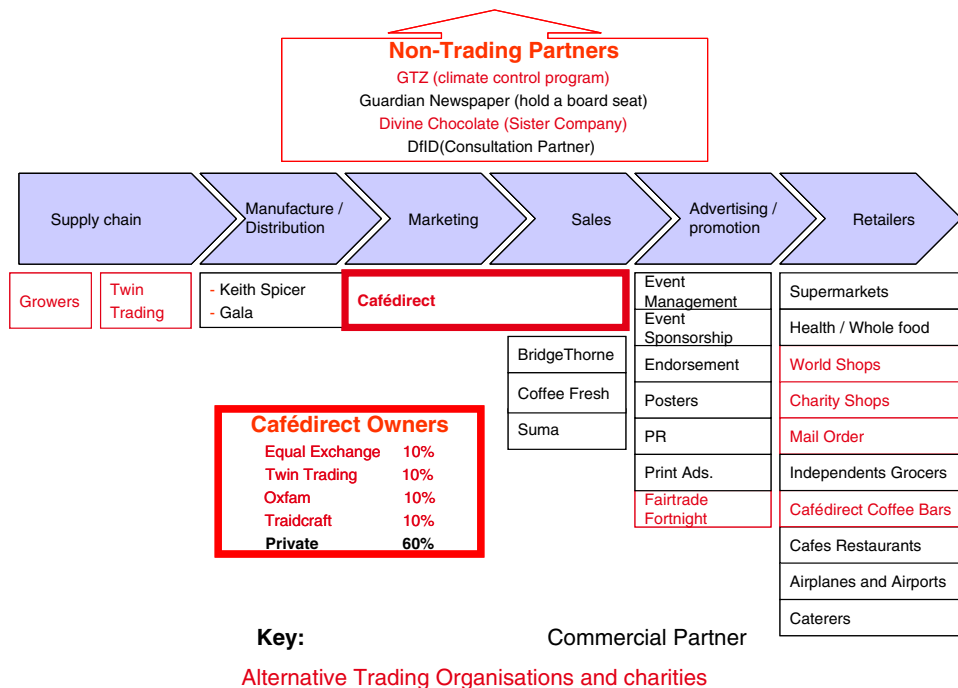 Non-Trading Partners
GTZ (climate control program)
Guardian Newspaper (hold a board seat)
Divine Chocolate (Sister Company)
DfID(Consultation Partner)
Supply chain
Manufacture /
Distribution
Marketing
Sales
Advertising /
promotion
Retailers
Growers
Twin
Trading
- Keith Spicer
- Gala
Cafédirect
BridgeThorne
Coffee Fresh
Suma
Event
Management
Event
Sponsorship
Endorsement
Posters
PR
Print Ads.
Fairtrade
Fortnight
Supermarkets
Health / Whole food
World Shops
Charity Shops
Mail Order
Independents Grocers
Cafédirect Coffee Bars
Cafes Restaurants
Airplanes and Airports
Caterers
Cafédirect Owners
Equal Exchange 10%
Twin Trading 10%
Oxfam 10%
Traidcraft 10%
Private 60%
Key: Commercial Partner
Alternative Trading Organisations and charities